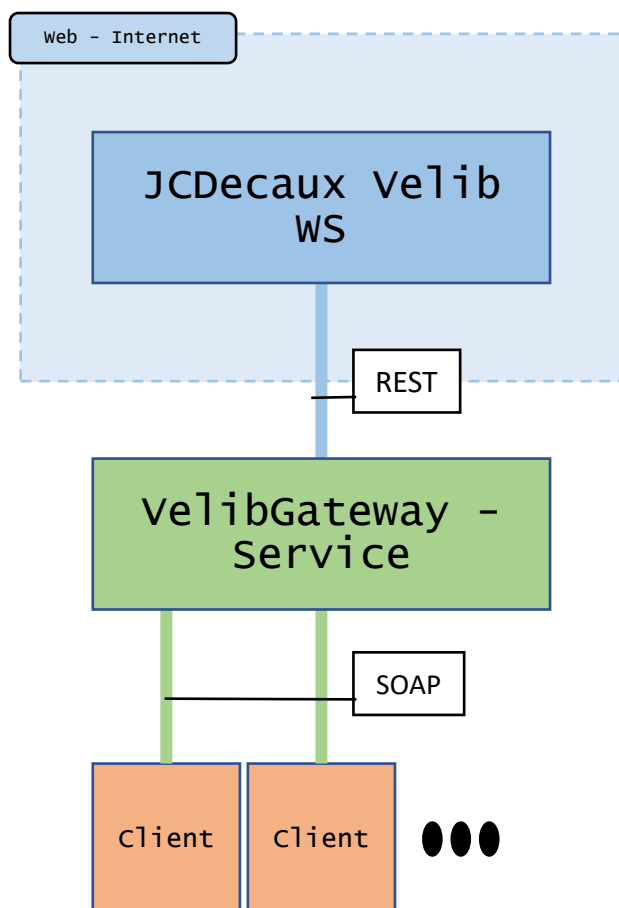 Web - Internet
JCDecaux Velib
WS
REST
VelibGateway -
Service
SOAP
Client
Client